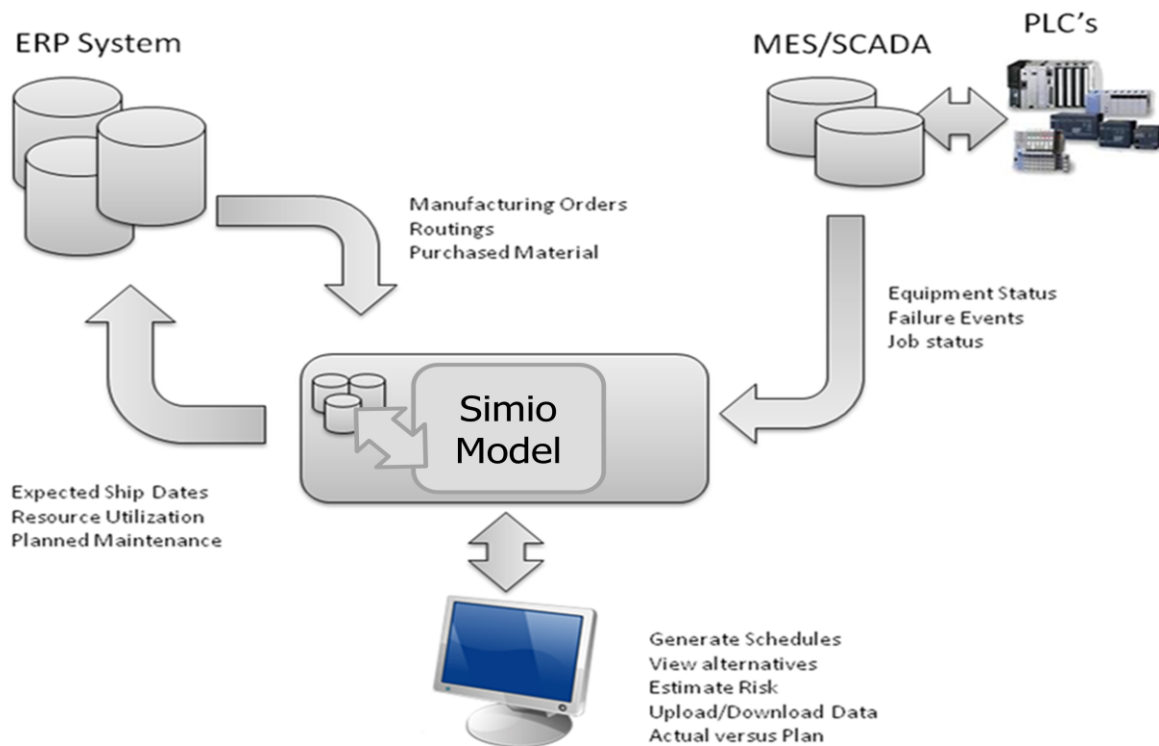 ERP System
MES/SCADA
PLC's
Manufacturing Orders
Routings
Purchased Material
Equipment Status
Failure Events
Job status
Simio
Model
Expected Ship Dates
Resource Utilization
Planned Maintenance
Generate Schedules
View alternatives
Estimate Risk
Upload/Download Data
Actual versus Plan